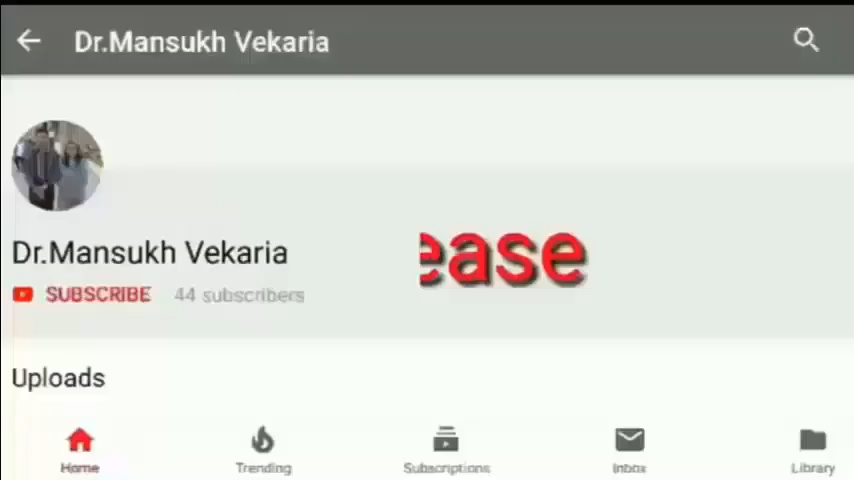 Dr.Mansukh Vekaria
Dr.Mansukh Vekaria
ease
SUBSCRIBE 44 subscribers
Uploads
Home Trending Subscriptions Inbox Library